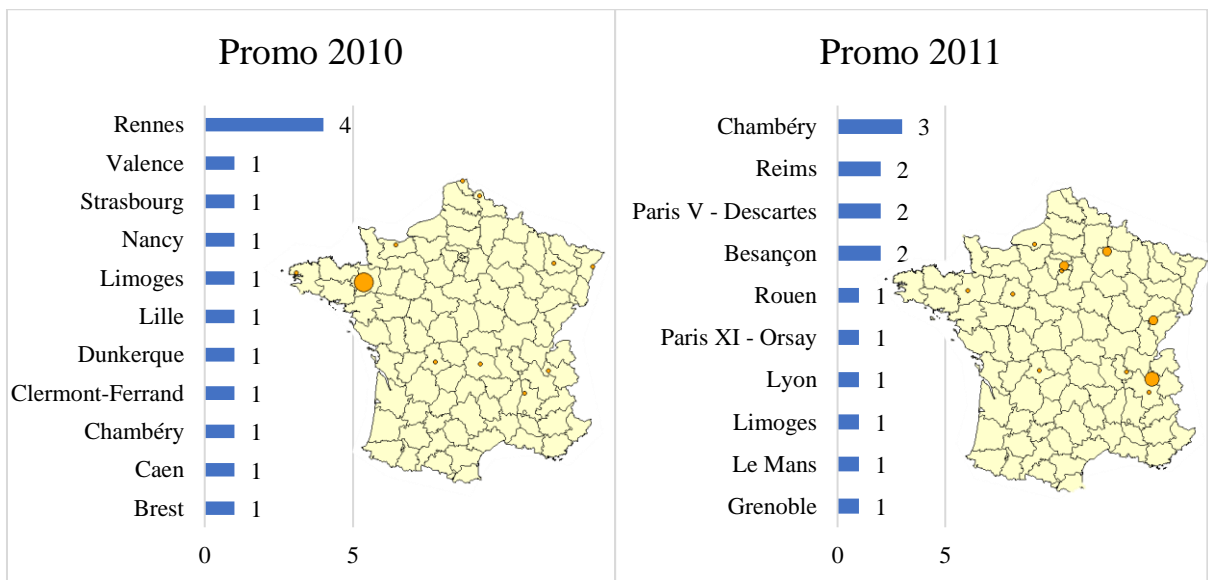 Promo 2010
Rennes 4
Valence 1
Strasbourg 1
Nancy 1
Limoges 1
Lille 1
Dunkerque 1
Clermont-Ferrand 1
Chambéry 1
Caen 1
Brest 1
0 5
Promo 2011
Chambéry 3
Reims 2
Paris V - Descartes 2
Besançon 2
Rouen 1
Paris XI - Orsay 1
Lyon 1
Limoges 1
Le Mans 1
Grenoble 1
0 5